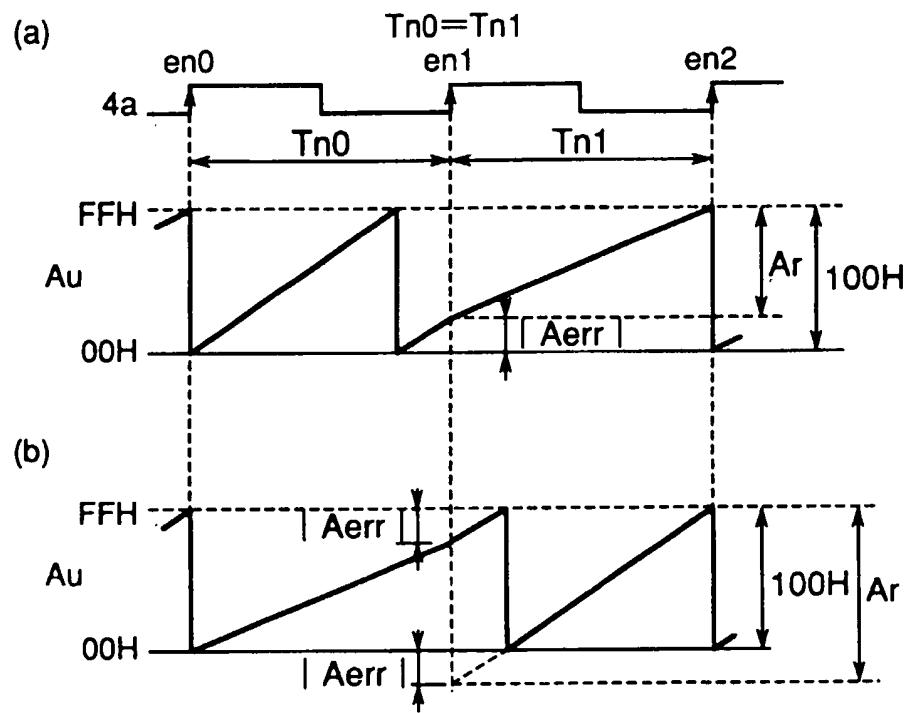 (a)
Tn0=Tn1
en0 en1 en2
4a
Tn0 Tn1
FFH
Au
Ar
100H
| Aerr |
00H
(b)
FFH
| Aerr |
Au
100H
Ar
00H
| Aerr |